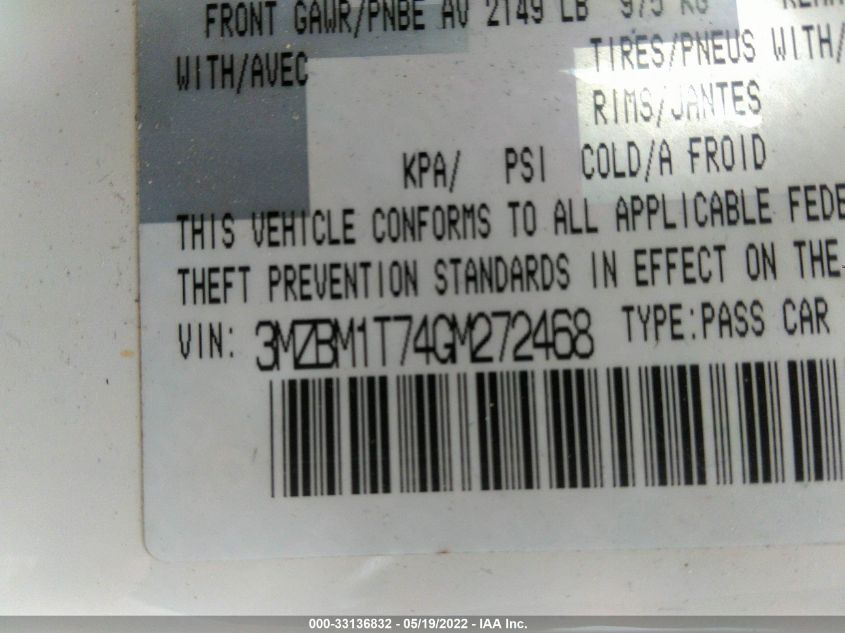 FRONT GAWR/PNBE AV 2149 LB 975 KG
WITH/AVEC
TIRES/PNEUS WITH/
RIMS/JANTES
KPA/ PSI COLD/A FROID
THIS VEHICLE CONFORMS TO ALL APPLICABLE FEDE
THEFT PREVENTION STANDARDS IN EFFECT ON THE
VIN: 3MZBM1T74GM272468 TYPE:PASS CAR
000-33136832 - 05/19/2022 - IAA Inc.